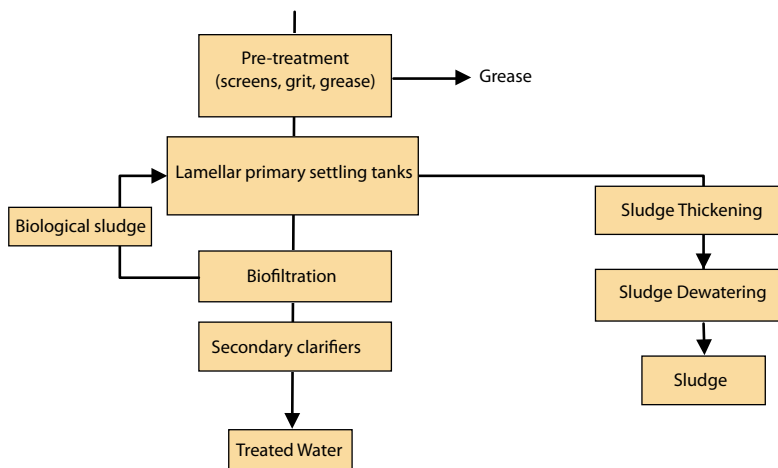 Pre-treatment
(screens, grit, grease)
Grease
Lamellar primary settling tanks
Biological sludge
Sludge Thickening
Biofiltration
Sludge Dewatering
Secondary clarifiers
Sludge
Treated Water